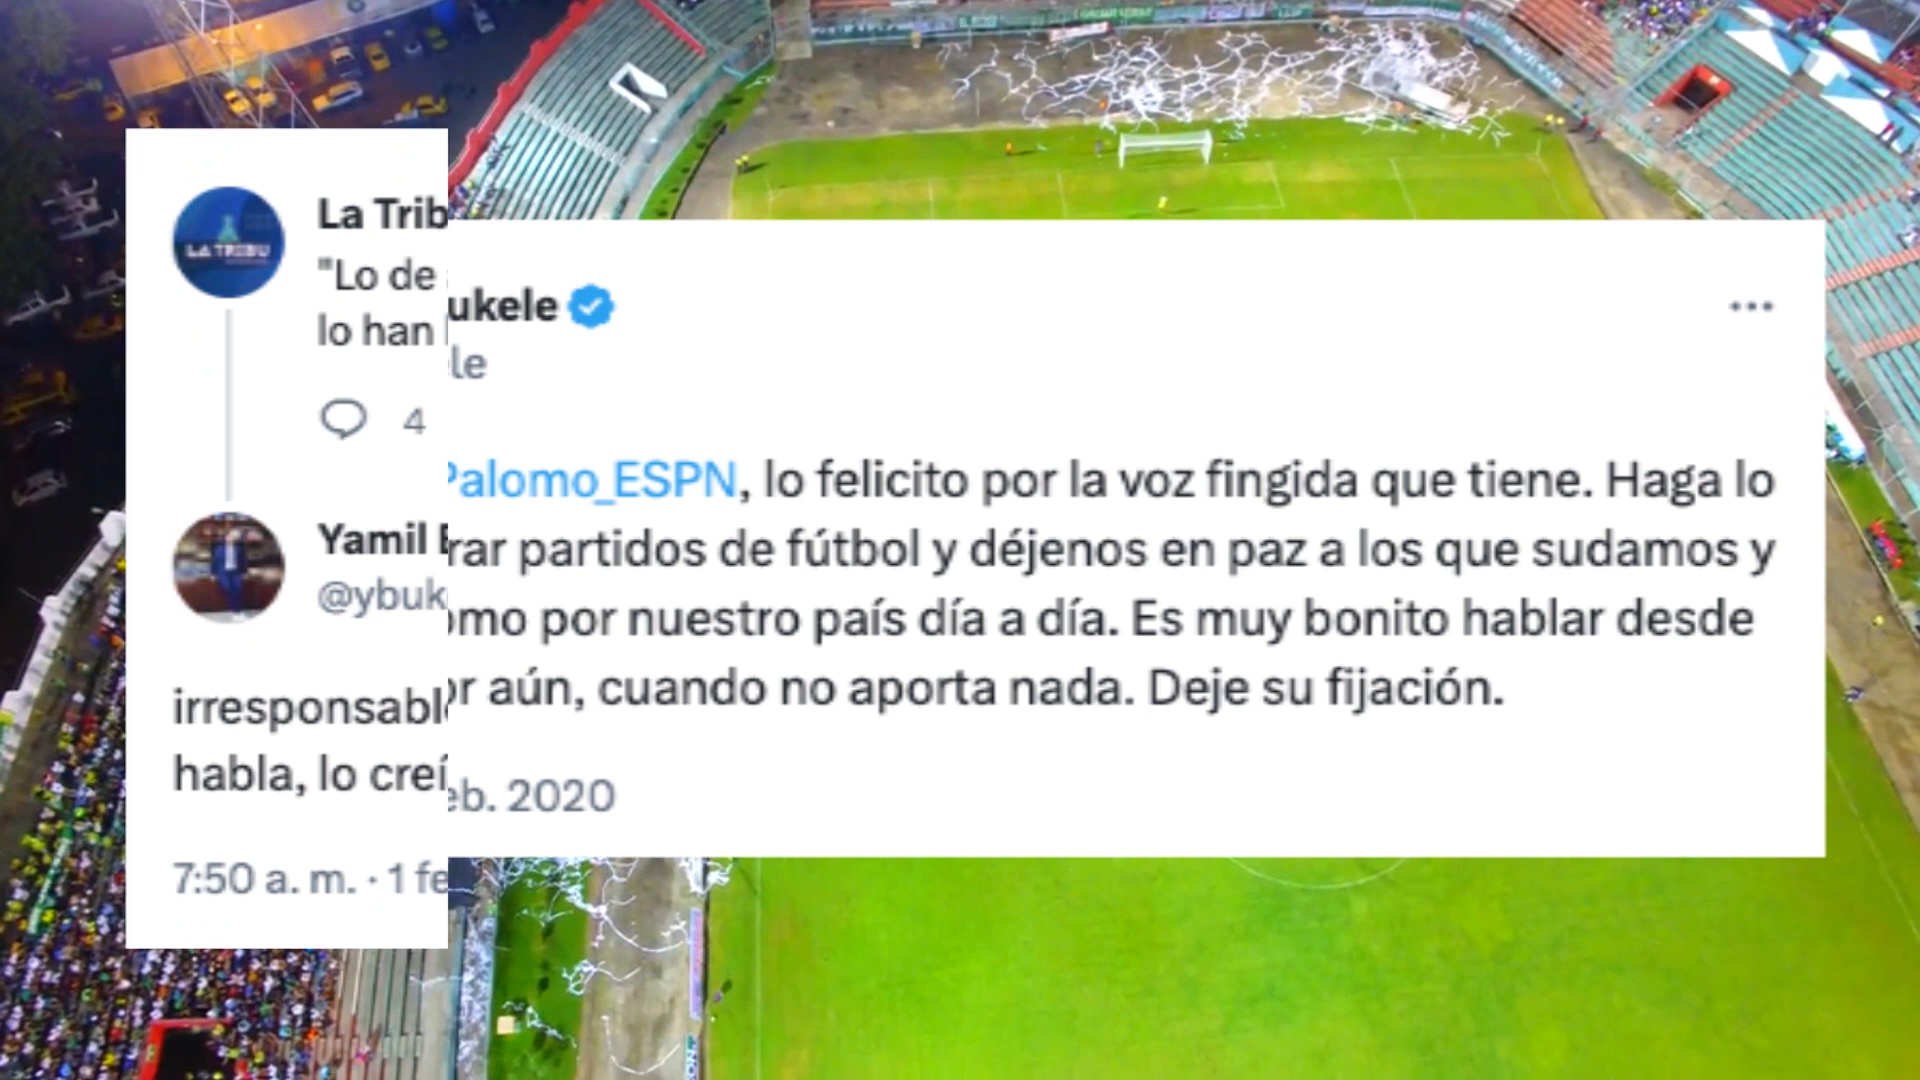 La Trib
"Lo de
lo han
4
Yamil
@ybuk
irresponsabl
habla, lo creí
7:50 a. m. · 1 fe
ukele
le
Palomo_ESPN, lo felicito por la voz fingida que tiene. Haga lo
rar partidos de fútbol y déjenos en paz a los que sudamos y
omo por nuestro país día a día. Es muy bonito hablar desde
or aún, cuando no aporta nada. Deje su fijación.
eb. 2020
LA TRIBU